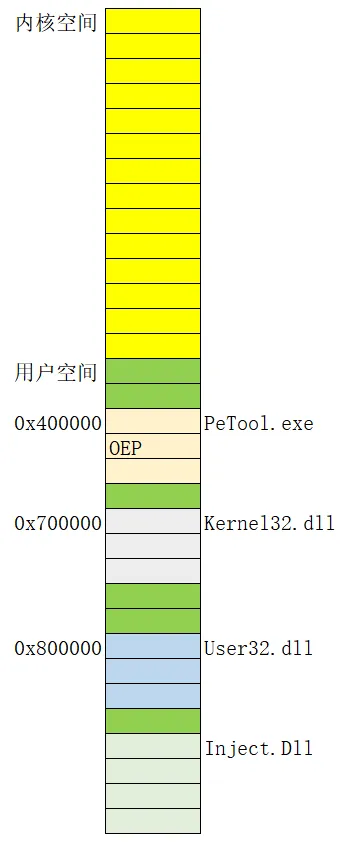 内核空间
用户空间
0x400000 PeTool.exe
OEP
0x700000 Kernel32.dll
0x800000 User32.dll
Inject.Dll